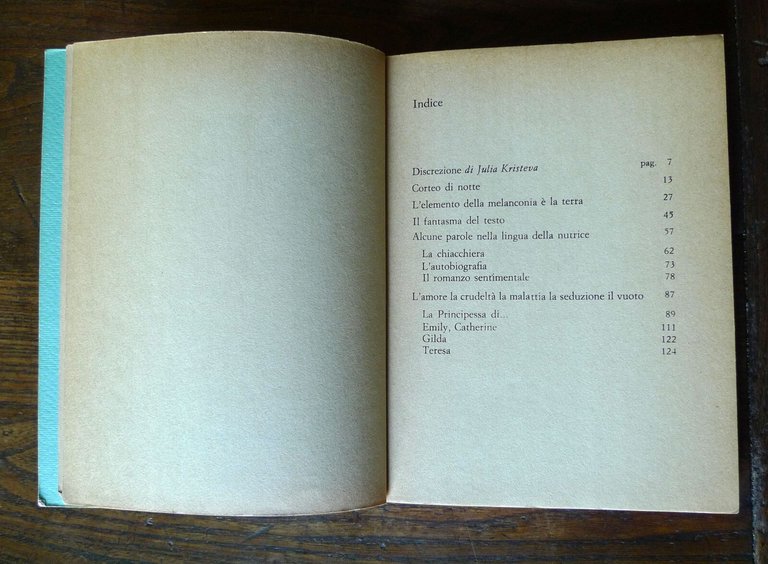 Indice
Discrezione di Julia Kristeva pag. 7
Corteo di notte 13
L'elemento della melanconia è la terra 27
Il fantasma del testo 45
Alcune parole nella lingua della nutrice 57
La chiacchiera 62
L'autobiografia 73
Il romanzo sentimentale 78
L'amore la crudeltà la malattia la seduzione il vuoto 87
La Principessa di... 89
Emily, Catherine 111
Gilda 122
Teresa 124